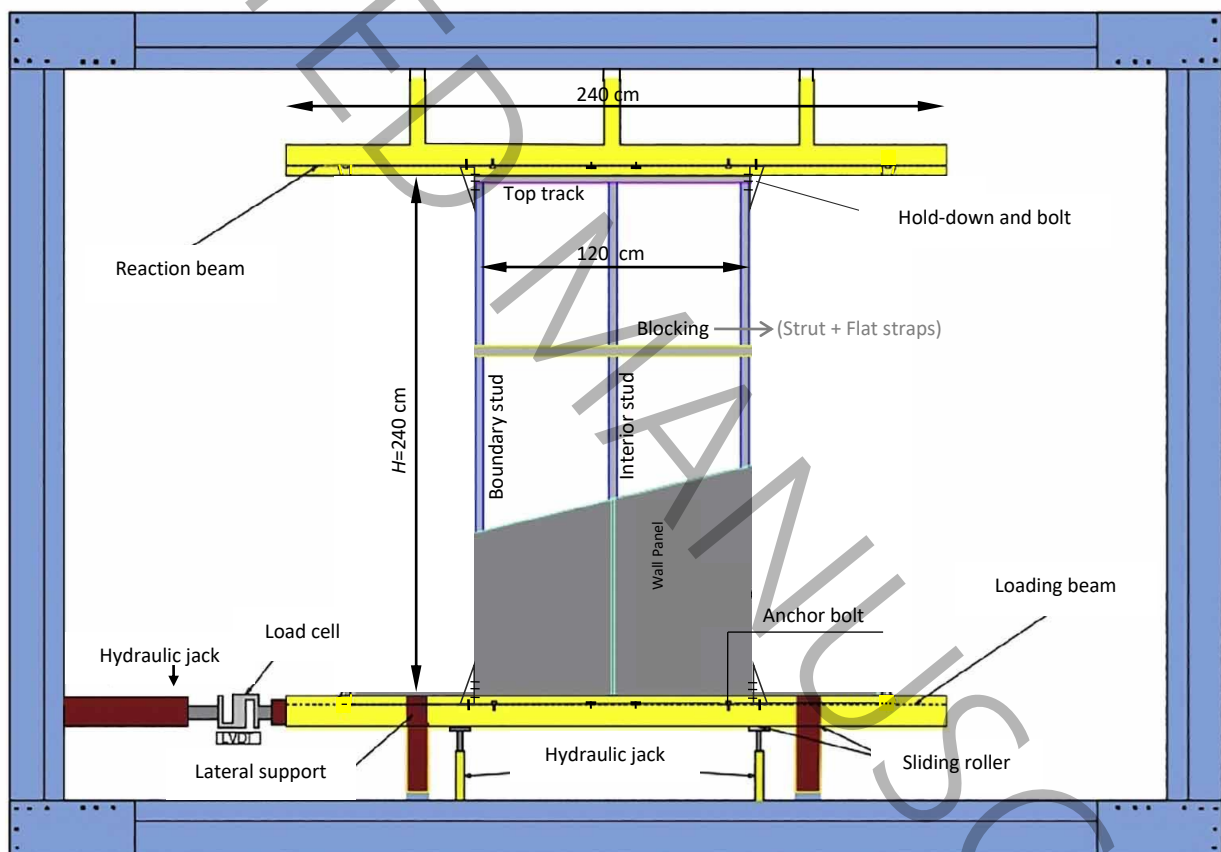 240 cm
Top track
Hold-down and bolt
Reaction beam
120 cm
Blocking
(Strut + Flat straps)
H=240 cm
Boundary stud
Interior stud
Wall Panel
Loading beam
Anchor bolt
Load cell
Hydraulic jack
LVDT
Lateral support
Hydraulic jack
Sliding roller
ED MANUSC